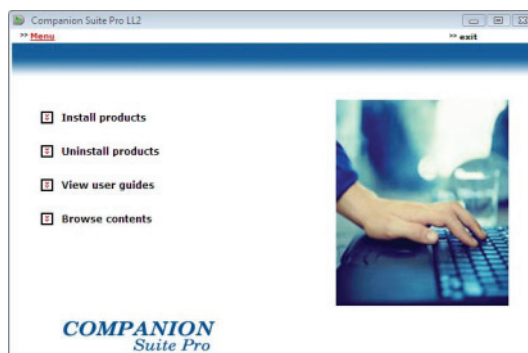 Companion Suite Pro LL2
>> Menu
>> exit
Install products
Uninstall products
View user guides
Browse contents
COMPANION
Suite Pro